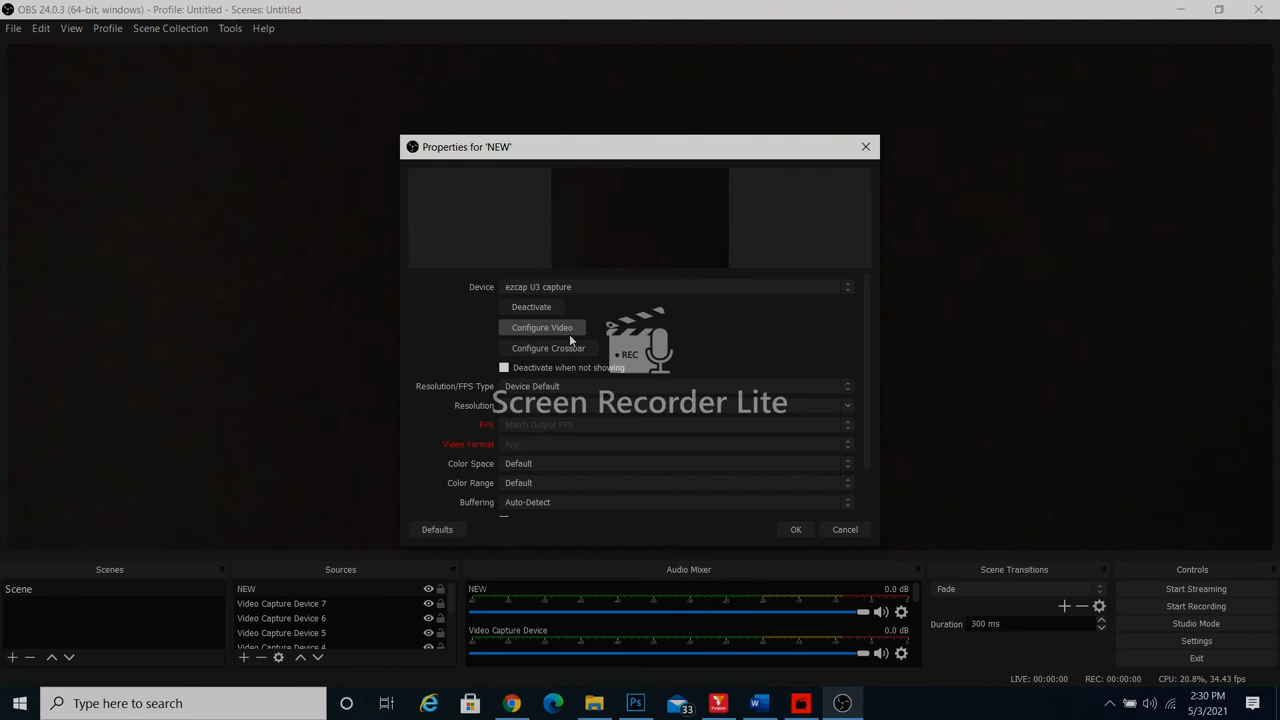 OBS 24.0.3 (64-bit, windows) - Profile: Untitled - Scenes: Untitled
File Edit View Profile Scene Collection Tools Help
Properties for 'NEW'
Device ezcap U3 capture
Deactivate
Configure Video
Configure Crossbar
REC
Deactivate when not showing
Resolution/FPS Type Device Default
Screen Recorder Lite
Resolution
FPS Match Output FPS
Video Format Any
Color Space Default
Color Range Default
Buffering Auto-Detect
Defaults OK Cancel
Scenes Sources Audio Mixer Scene Transitions Controls
Scene NEW NEW 0.0 dB Fade Start Streaming
Video Capture Device 7 Start Recording
Video Capture Device 6 Duration 300 ms Studio Mode
Video Capture Device 5 Video Capture Device 0.0 dB Settings
Video Capture Device 4 Exit
LIVE: 00:00:00 REC: 00:00:00 CPU: 20.8%, 34.43 fps
Type here to search 33 2:30 PM
5/3/2021